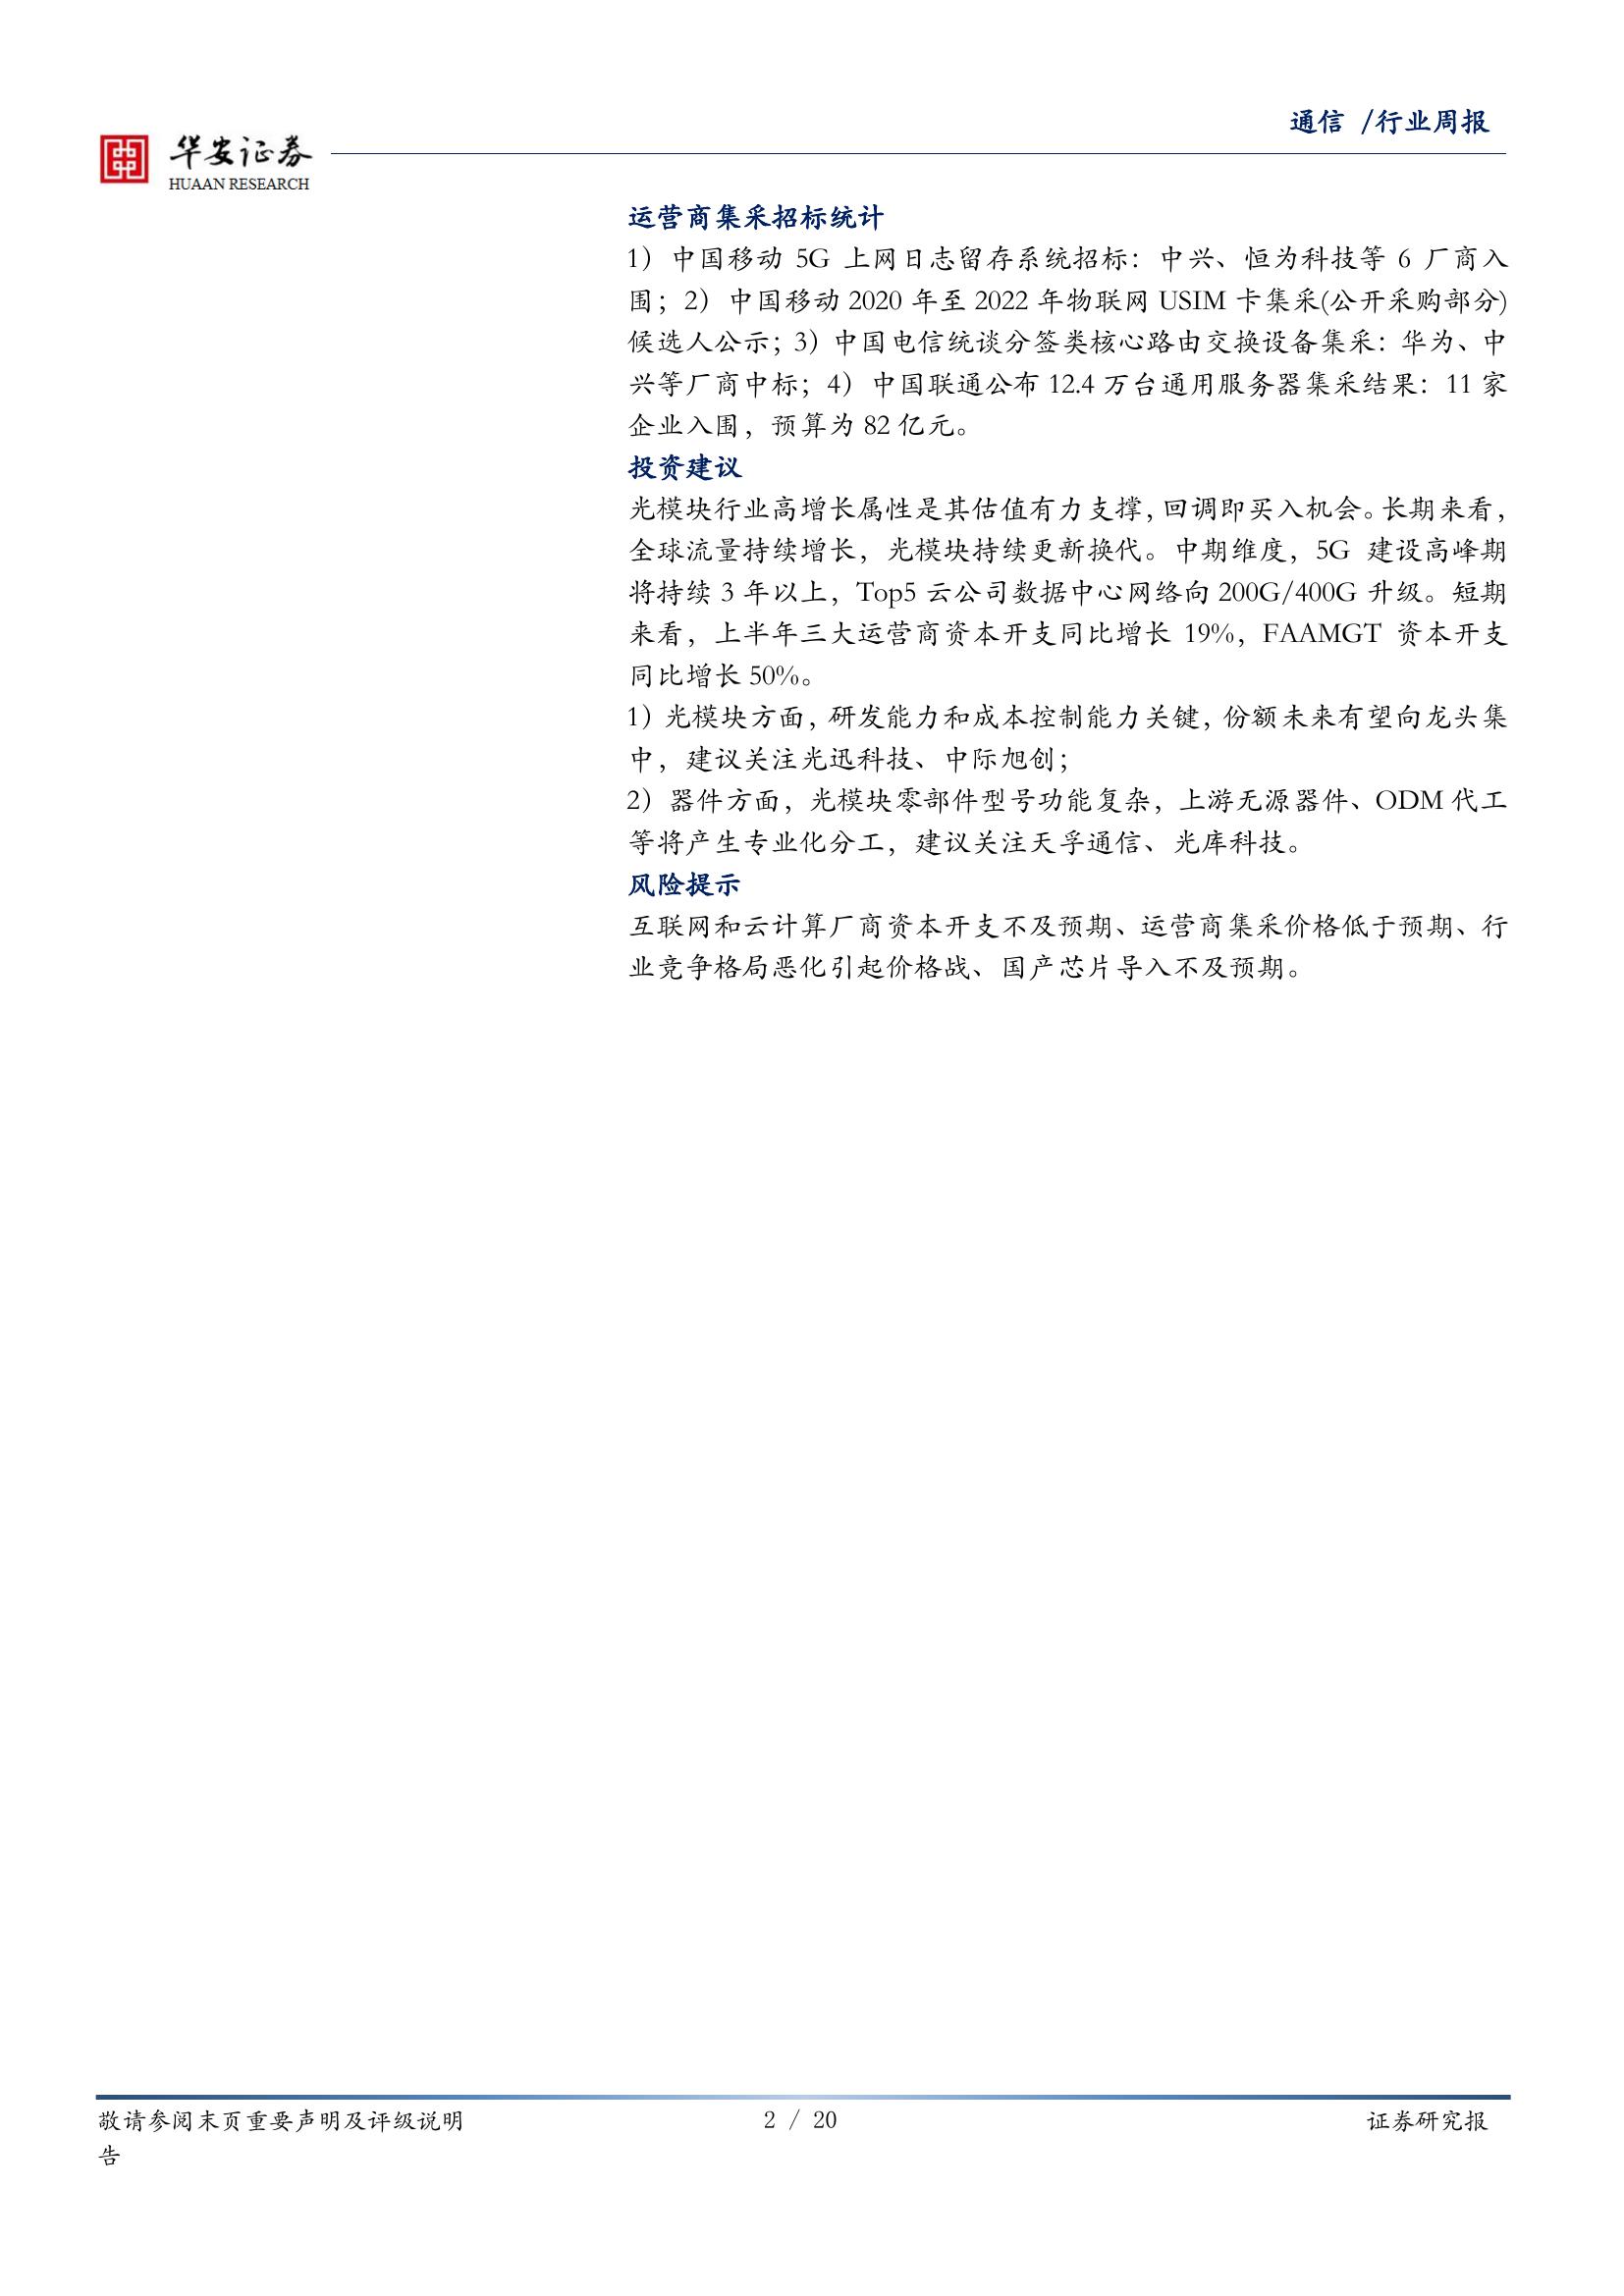 通信 /行业周报
华安证券
HUAAN RESEARCH
运营商集采招标统计
1）中国移动 5G 上网日志留存系统招标：中兴、恒为科技等 6 厂商入
围；2）中国移动 2020 年至 2022 年物联网 USIM 卡集采(公开采购部分)
候选人公示；3）中国电信统谈分签类核心路由交换设备集采：华为、中
兴等厂商中标；4）中国联通公布 12.4 万台通用服务器集采结果：11 家
企业入围，预算为 82 亿元。
投资建议
光模块行业高增长属性是其估值有力支撑，回调即买入机会。长期来看，
全球流量持续增长，光模块持续更新换代。中期维度，5G 建设高峰期
将持续 3 年以上，Top5 云公司数据中心网络向 200G/400G 升级。短期
来看，上半年三大运营商资本开支同比增长 19%，FAAMGT 资本开支
同比增长 50%。
1）光模块方面，研发能力和成本控制能力关键，份额未来有望向龙头集
中，建议关注光迅科技、中际旭创；
2）器件方面，光模块零部件型号功能复杂，上游无源器件、ODM 代工
等将产生专业化分工，建议关注天孚通信、光库科技。
风险提示
互联网和云计算厂商资本开支不及预期、运营商集采价格低于预期、行
业竞争格局恶化引起价格战、国产芯片导入不及预期。
敬请参阅末页重要声明及评级说明 2 / 20 证券研究报
告